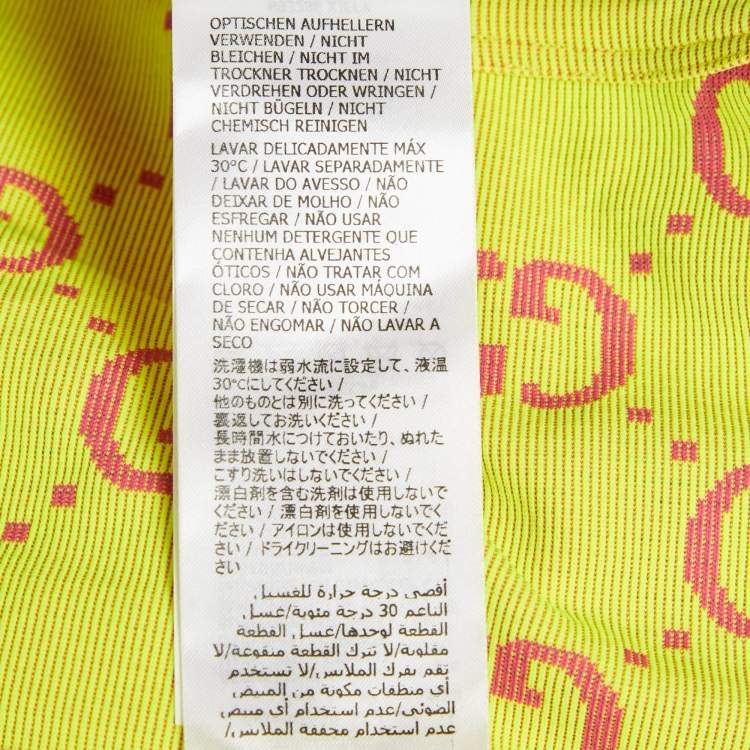 OPTISCHEN AUFHELLERN
VERWENDEN / NICHT
BLEICHEN / NICHT IM
TROCKNER TROCKNEN / NICHT
VERDREHEN ODER WRINGEN /
NICHT BÜGELN / NICHT
CHEMISCH REINIGEN
LAVAR DELICADAMENTE MÁX
30°C / LAVAR SEPARADAMENTE
/ LAVAR DO AVESSO / NÃO
DEIXAR DE MOLHO / NÃO
ESFREGAR / NÃO USAR
NENHUM DETERGENTE QUE
CONTENHA ALVEJANTES
ÓTICOS / NÃO TRATAR COM
CLORO / NÃO USAR MÁQUINA
DE SECAR / NÃO TORCER /
NÃO ENGOMAR / NÃO LAVAR A
SECO
洗濯機は弱水流に設定して、液温
30°Cにしてください /
他のものとは別に洗ってください /
裏返してお洗いください /
長時間水につけておいたり、ぬれた
まま放置しないでください /
こすり洗いはしないでください /
漂白剤を含む洗剤は使用しないで
ください / 漂白剤は使用しないでく
ださい / アイロンは使用しないでく
ださい / ドライクリーニングはお避けくだ
さい
أقصى درجة حرارة للغسيل
الناعم 30 درجة مئوية/غسل
القطعة لوحدها/غسل القطعة
مقلوبة/لا تترك القطعة منقوعة/لا
تقم بفرك الملابس/لا تستخدم
أي منظفات مكونة من المبيض
الضوئي/عدم استخدام أي مبيض
عدم استخدام مجففة الملابس/
G
G
G
G